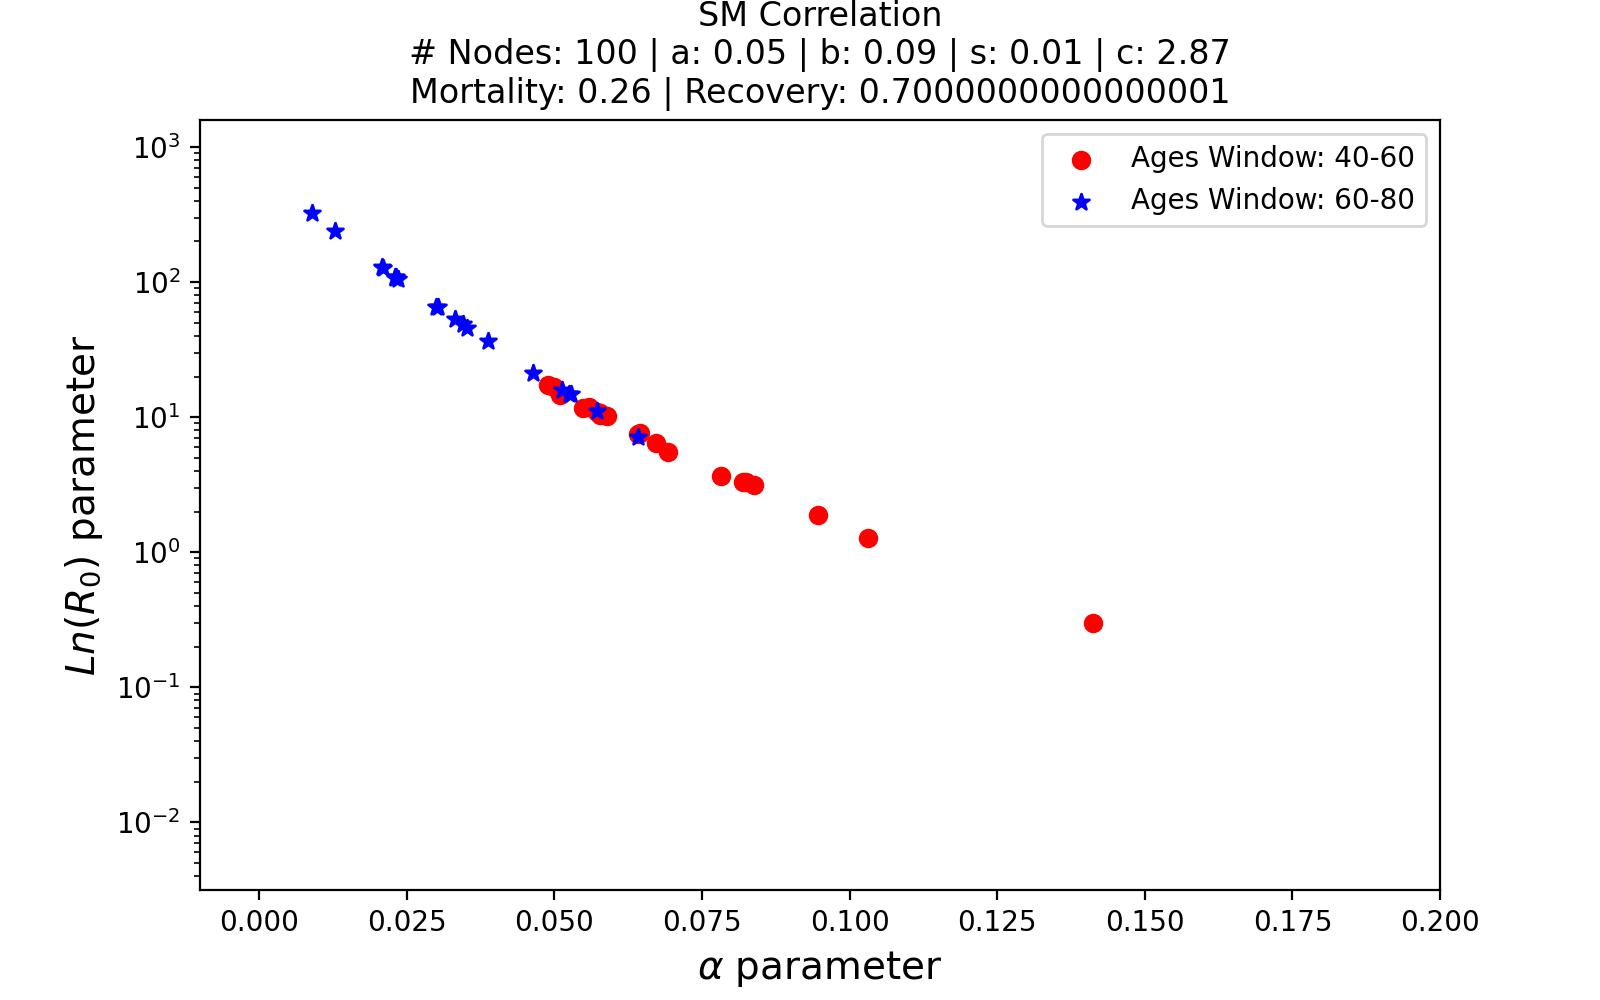 SM Correlation
# Nodes: 100 | a: 0.05 | b: 0.09 | s: 0.01 | c: 2.87
Mortality: 0.26 | Recovery: 0.7000000000000001
Ages Window: 40-60
Ages Window: 60-80
Ln(R₀) parameter
10³
10²
10¹
10⁰
10⁻¹
10⁻²
0.000 0.025 0.050 0.075 0.100 0.125 0.150 0.175 0.200
α parameter